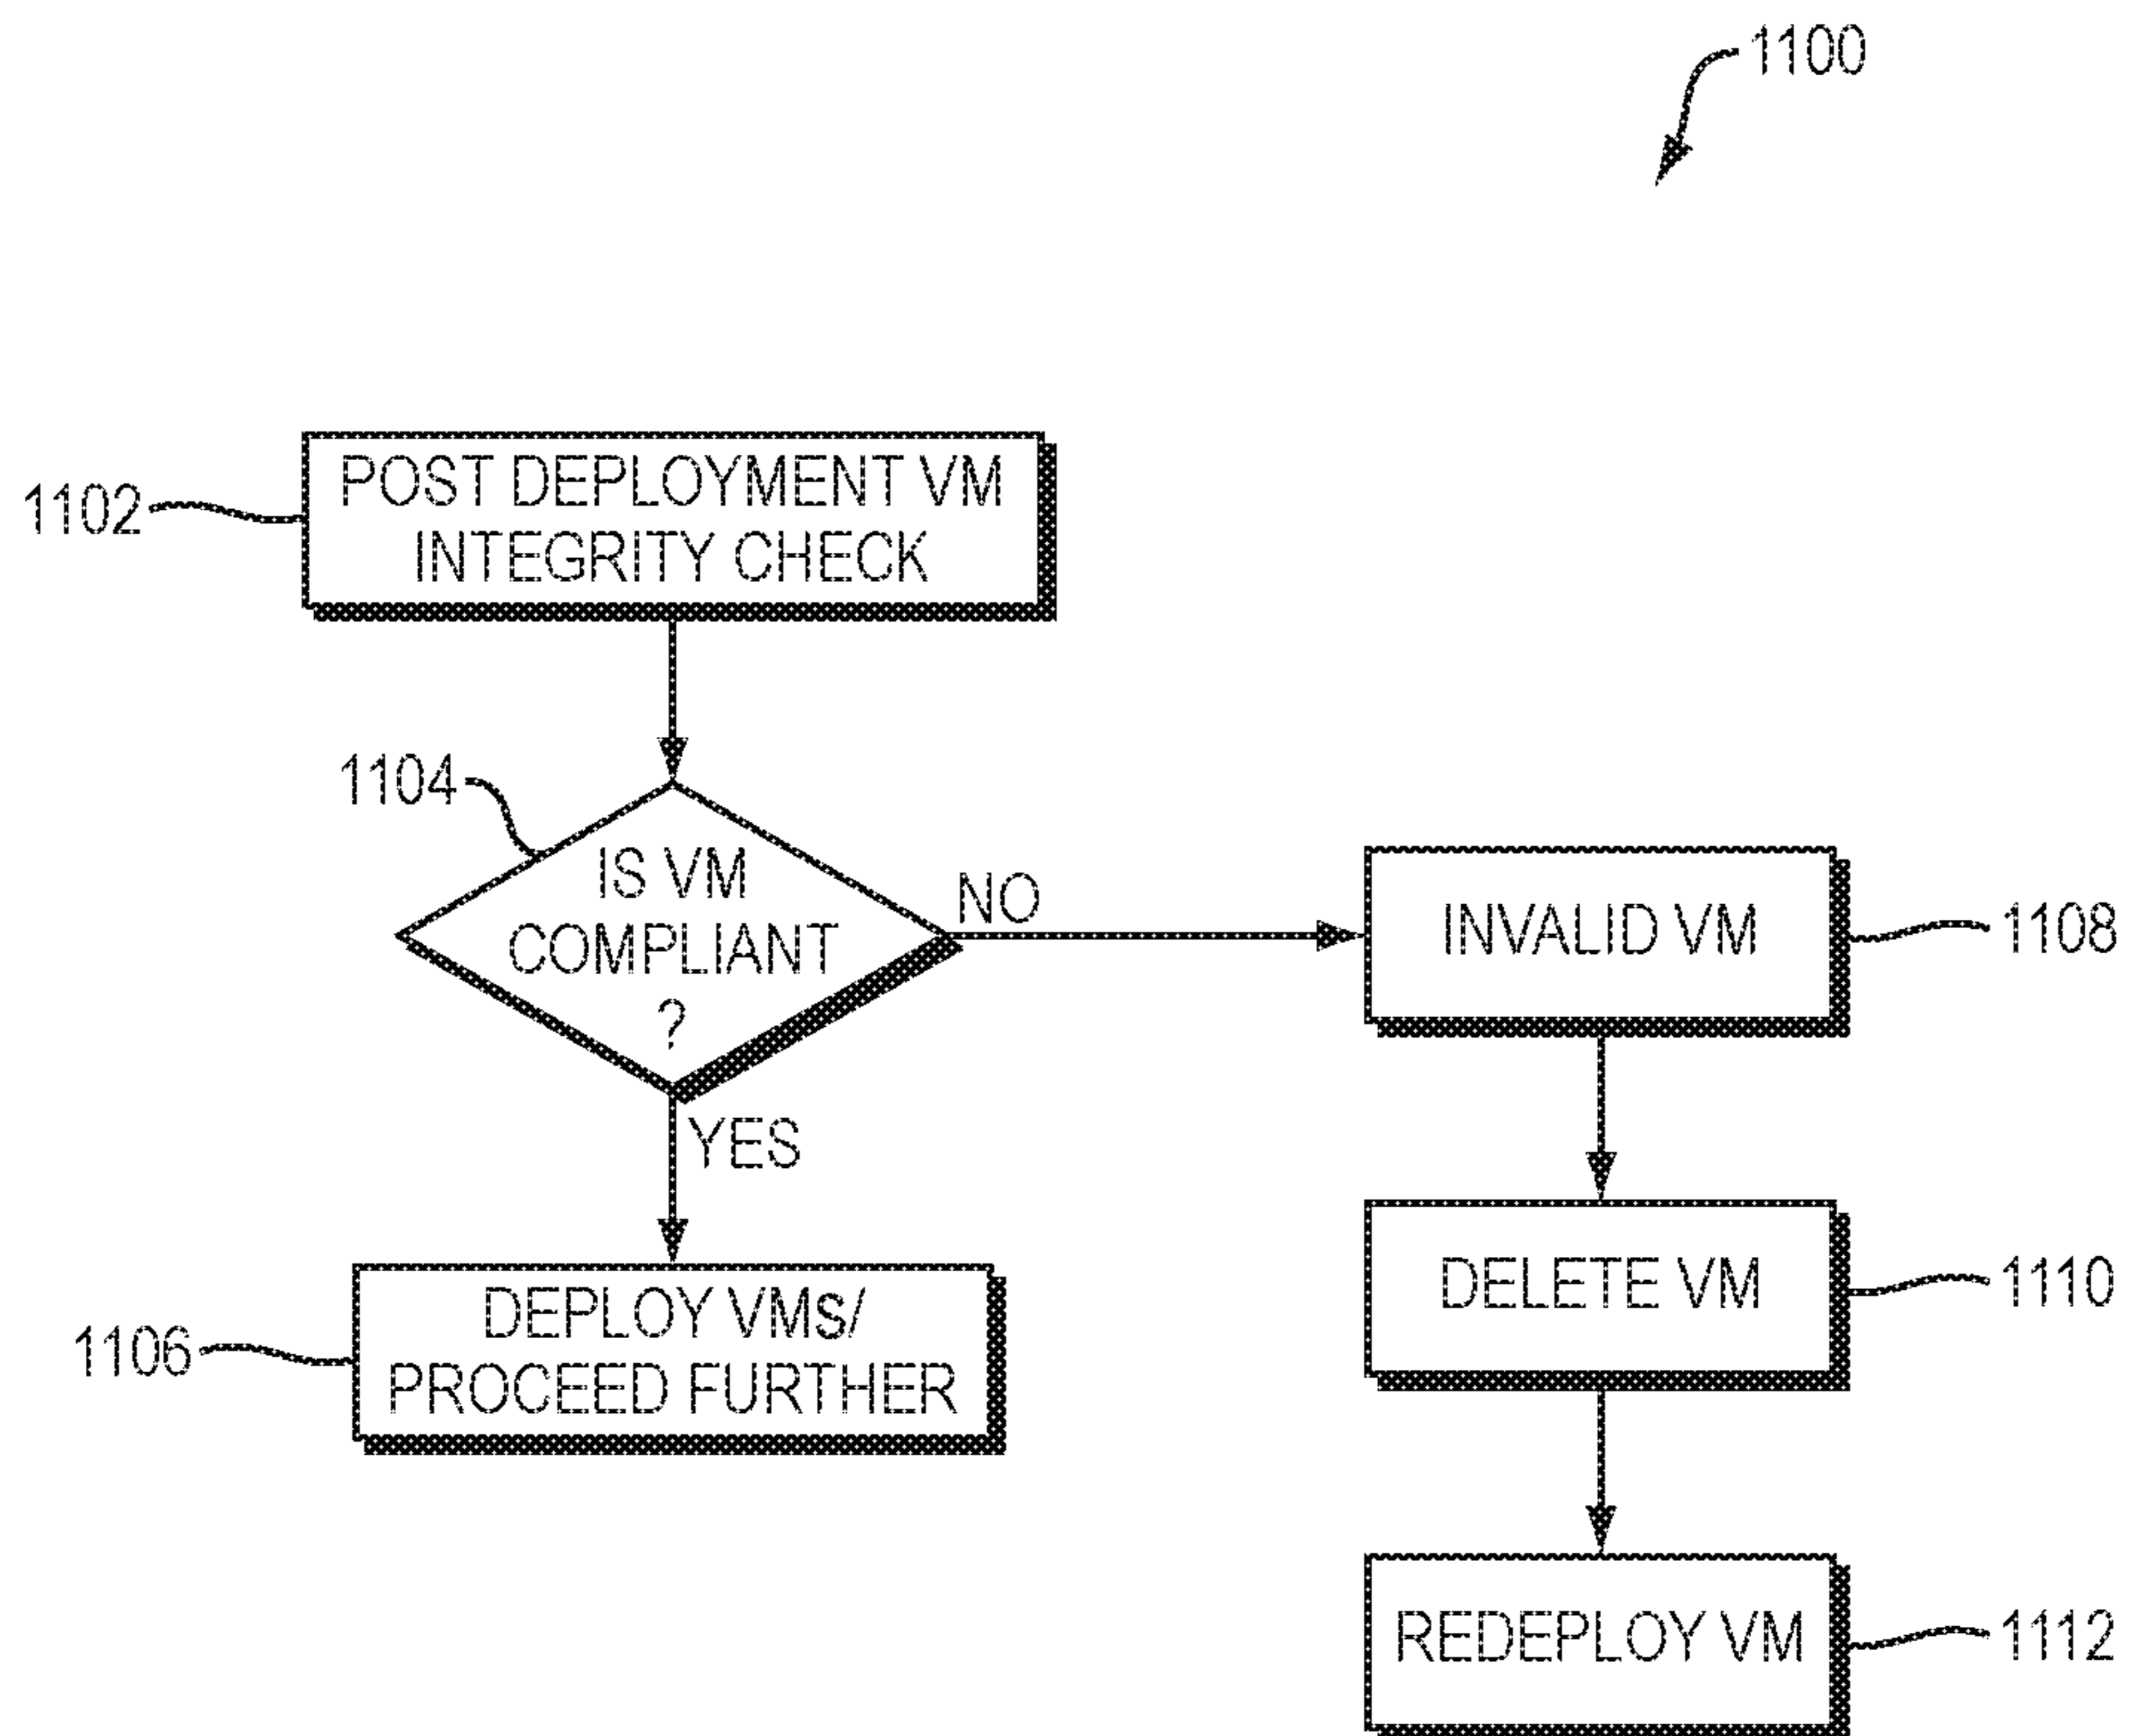 1100
1102
POST DEPLOYMENT VM
INTEGRITY CHECK
1104
IS VM
COMPLIANT
?
NO
YES
INVALID VM
1108
DELETE VM
1110
1106
DEPLOY VMs/
PROCEED FURTHER
REDEPLOY VM
1112